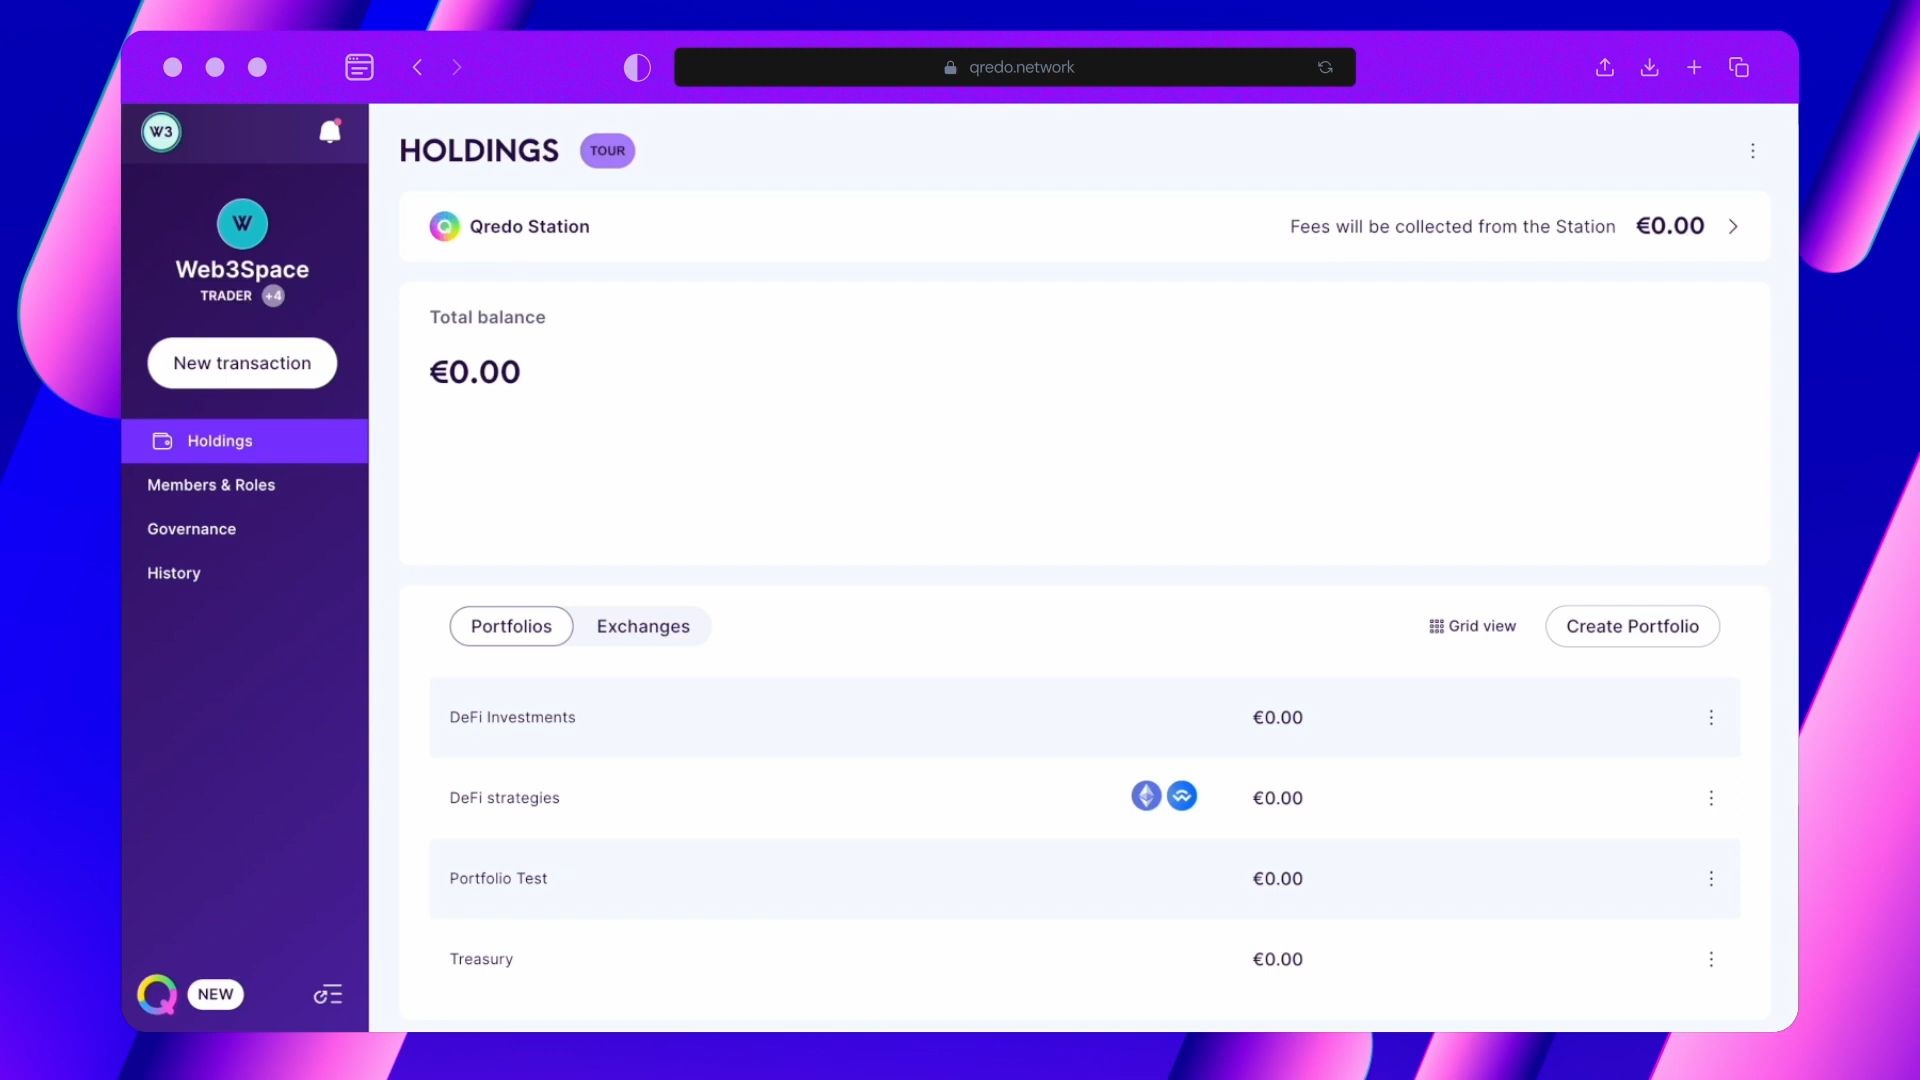 qredo.network
W3
W
Web3Space
TRADER +4
New transaction
Holdings
Members & Roles
Governance
History
NEW
HOLDINGS TOUR
Qredo Station Fees will be collected from the Station €0.00
Total balance
€0.00
Portfolios Exchanges Grid view Create Portfolio
DeFi Investments €0.00
DeFi strategies €0.00
Portfolio Test €0.00
Treasury €0.00